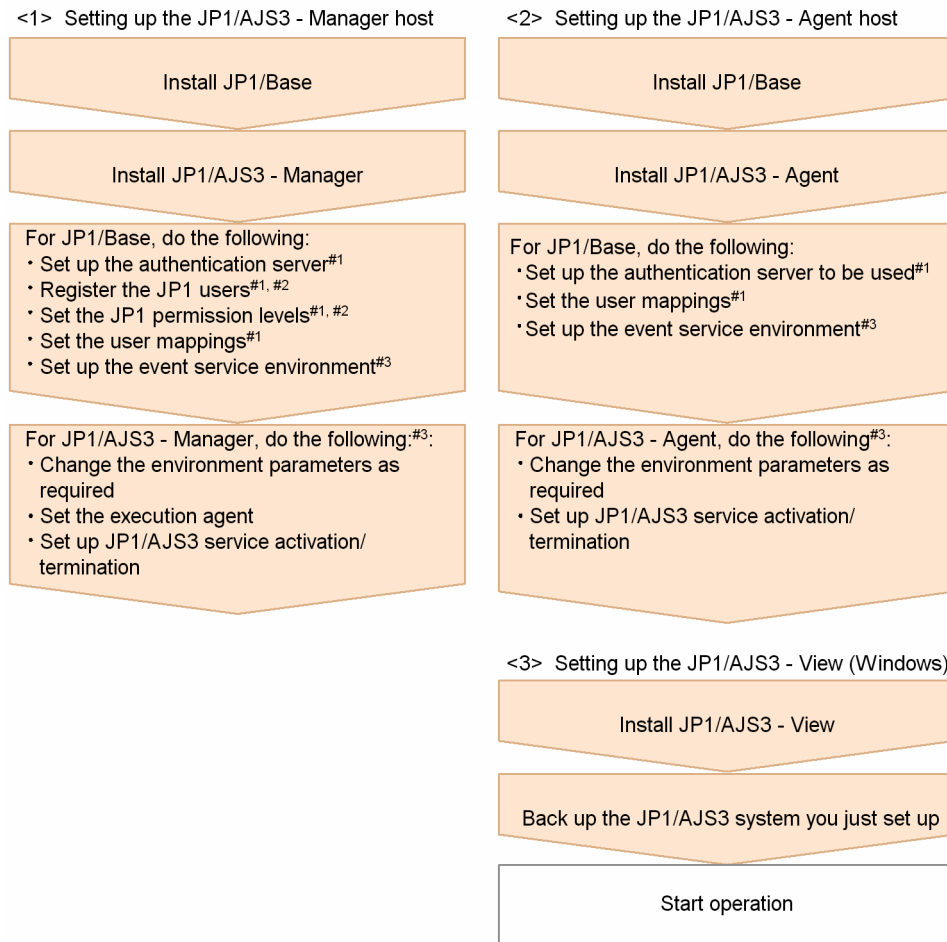 <1> Setting up the JP1/AJS3 - Manager host
Install JP1/Base
Install JP1/AJS3 - Manager
For JP1/Base, do the following:
・Set up the authentication server#1
・Register the JP1 users#1, #2
・Set the JP1 permission levels#1, #2
・Set the user mappings#1
・Set up the event service environment#3
For JP1/AJS3 - Manager, do the following:#3:
・Change the environment parameters as
required
・Set the execution agent
・Set up JP1/AJS3 service activation/
termination
<2> Setting up the JP1/AJS3 - Agent host
Install JP1/Base
Install JP1/AJS3 - Agent
For JP1/Base, do the following:
・Set up the authentication server to be used#1
・Set the user mappings#1
・Set up the event service environment#3
For JP1/AJS3 - Agent, do the following#3:
・Change the environment parameters as
required
・Set up JP1/AJS3 service activation/
termination
<3> Setting up the JP1/AJS3 - View (Windows)
Install JP1/AJS3 - View
Back up the JP1/AJS3 system you just set up
Start operation